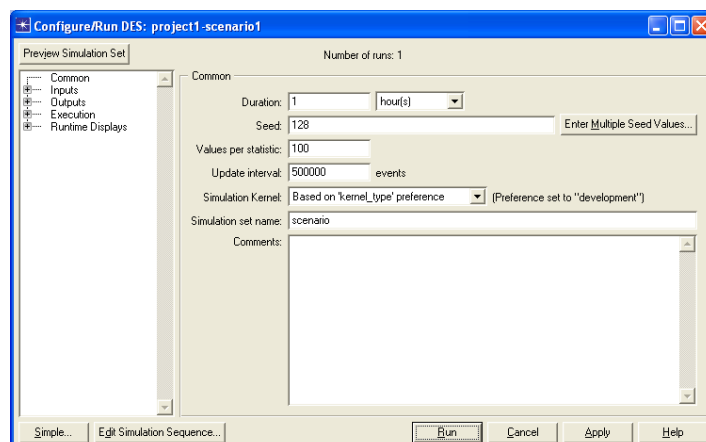 Configure/Run DES: project1-scenario1
Preview Simulation Set
Number of runs: 1
Common
Inputs
Outputs
Execution
Runtime Displays
Common
Duration: 1 hour(s)
Seed: 128 Enter Multiple Seed Values...
Values per statistic: 100
Update interval: 500000 events
Simulation Kernel: Based on 'kernel_type' preference (Preference set to "development")
Simulation set name: scenario
Comments:
Simple... Edit Simulation Sequence... Run Cancel Apply Help